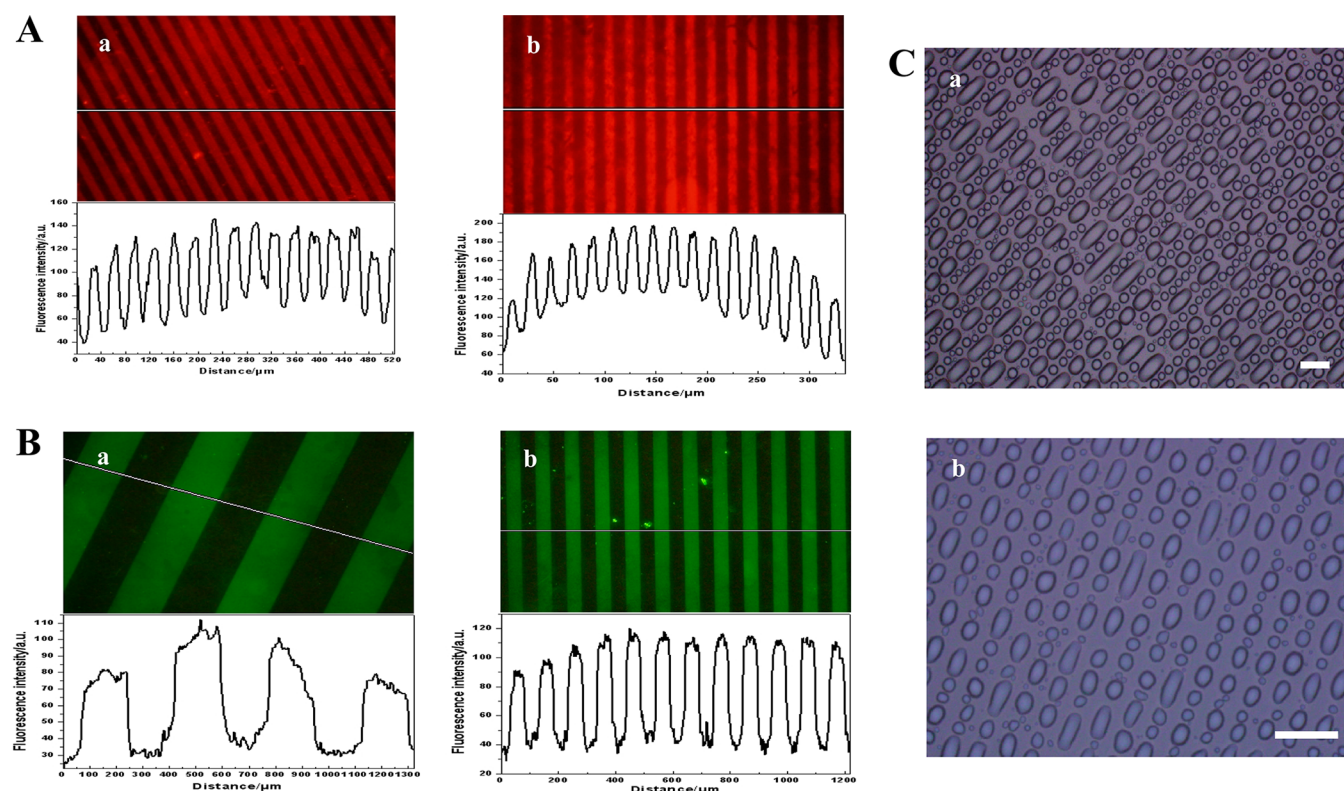 A
a
160
140
120
100
80
60
40
Fluorescence intensity/a.u.
0 40 80 120 160 200 240 280 320 360 400 440 480 520
Distance/μm
b
200
180
160
140
120
100
80
60
40
Fluorescence intensity/a.u.
0 50 100 150 200 250 300
Distance/μm
B
a
110
100
90
80
70
60
50
40
30
Fluorescence intensity/a.u.
0 100 200 300 400 500 600 700 800 900 1000 1100 1200 1300
Distance/μm
b
120
100
80
60
40
20
Fluorescence intensity/a.u.
0 200 400 600 800 1000 1200
Distance/μm
C
a
b